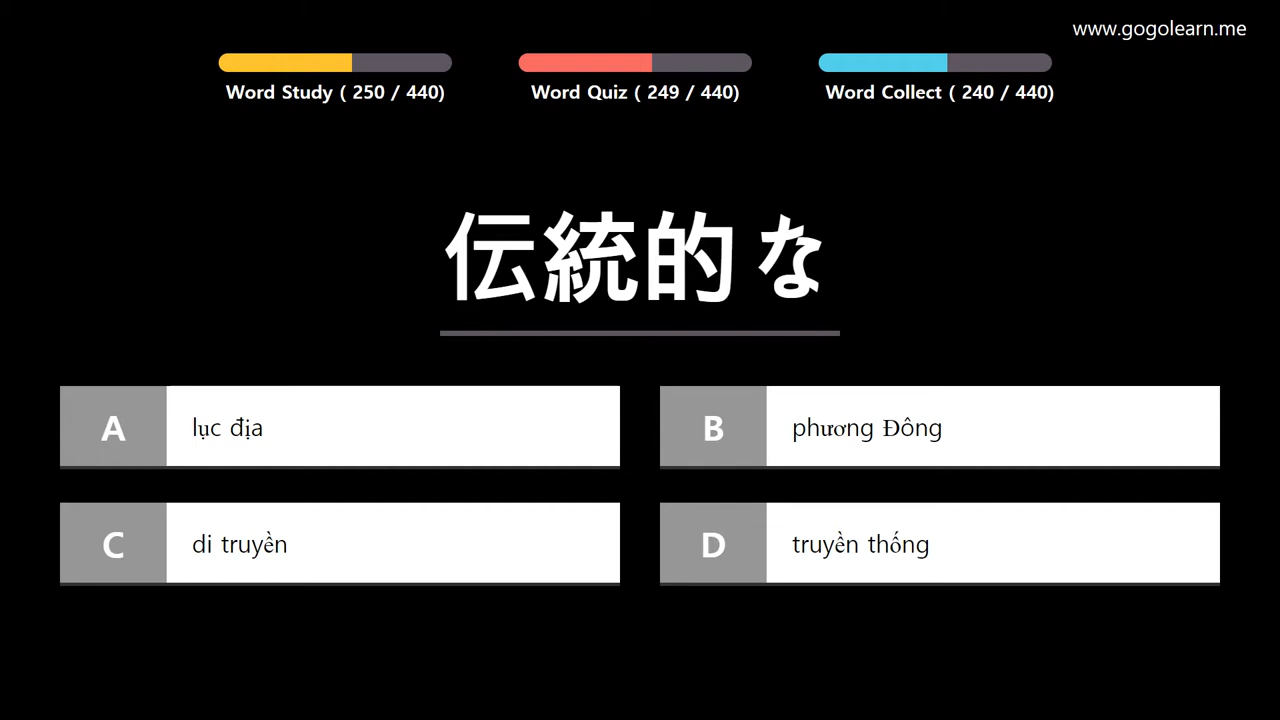 www.gogolearn.me
Word Study ( 250 / 440)
Word Quiz ( 249 / 440)
Word Collect ( 240 / 440)
伝統的な
A lục địa
B phương Đông
C di truyền
D truyền thống